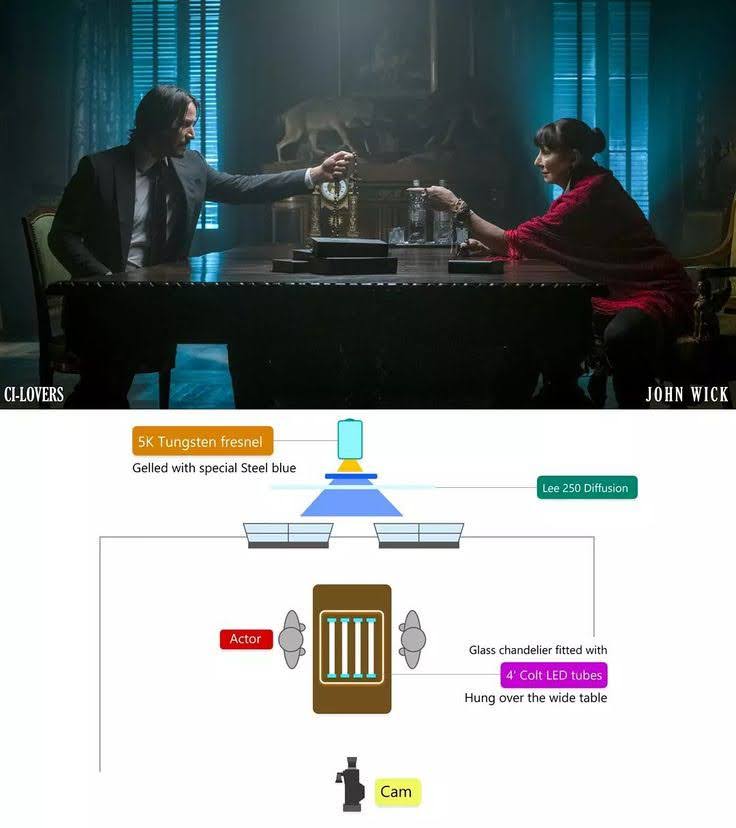 CI-LOVERS
JOHN WICK
5K Tungsten fresnel
Gelled with special Steel blue
Lee 250 Diffusion
Actor
Glass chandelier fitted with
4' Colt LED tubes
Hung over the wide table
Cam